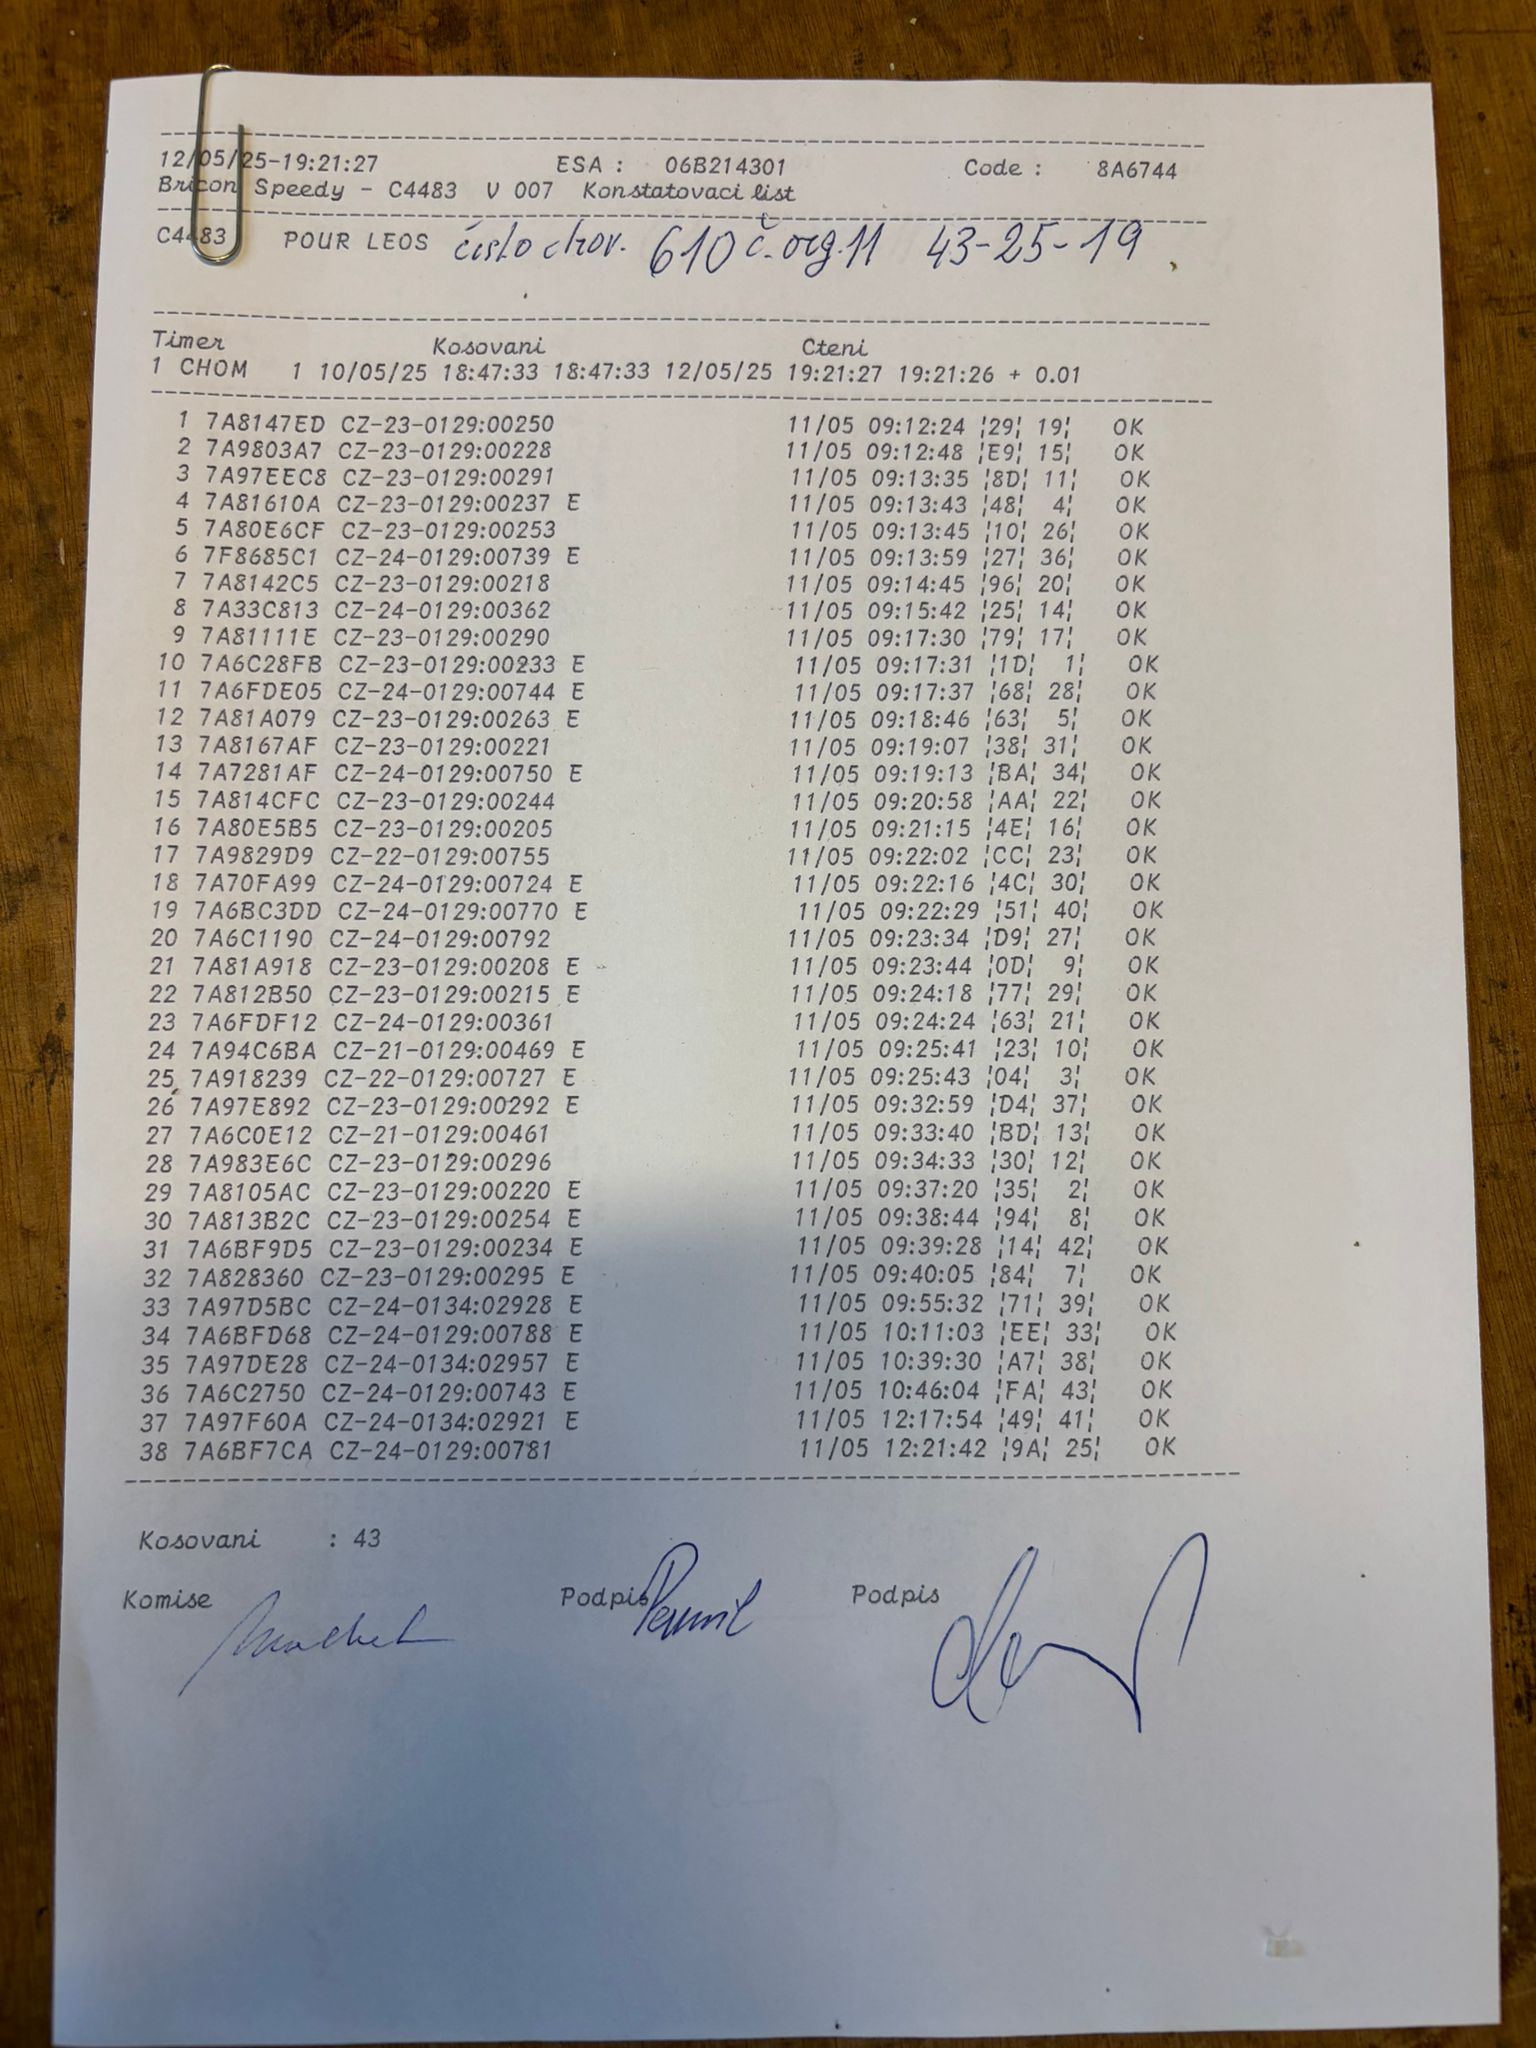 12/05/25-19:21:27 ESA : 06B214301 Code : 8A6744
Bricon Speedy - C4483 V 007 Konstatovaci list
C4483 POUR LEOS číslo chov. 610 č. org. 11 43-25-19
Timer Kosovani Cteni
1 CHOM 1 10/05/25 18:47:33 18:47:33 12/05/25 19:21:27 19:21:26 + 0.01
1 7A8147ED CZ-23-0129:00250 11/05 09:12:24 ¦29¦ 19¦ OK
2 7A9803A7 CZ-23-0129:00228 11/05 09:12:48 ¦E9¦ 15¦ OK
3 7A97EEC8 CZ-23-0129:00291 11/05 09:13:35 ¦8D¦ 11¦ OK
4 7A81610A CZ-23-0129:00237 E 11/05 09:13:43 ¦48¦ 4¦ OK
5 7A80E6CF CZ-23-0129:00253 11/05 09:13:45 ¦10¦ 26¦ OK
6 7F8685C1 CZ-24-0129:00739 E 11/05 09:13:59 ¦27¦ 36¦ OK
7 7A8142C5 CZ-23-0129:00218 11/05 09:14:45 ¦96¦ 20¦ OK
8 7A33C813 CZ-24-0129:00362 11/05 09:15:42 ¦25¦ 14¦ OK
9 7A81111E CZ-23-0129:00290 11/05 09:17:30 ¦79¦ 17¦ OK
10 7A6C28FB CZ-23-0129:00233 E 11/05 09:17:31 ¦1D¦ 1¦ OK
11 7A6FDE05 CZ-24-0129:00744 E 11/05 09:17:37 ¦68¦ 28¦ OK
12 7A81A079 CZ-23-0129:00263 E 11/05 09:18:46 ¦63¦ 5¦ OK
13 7A8167AF CZ-23-0129:00221 11/05 09:19:07 ¦38¦ 31¦ OK
14 7A7281AF CZ-24-0129:00750 E 11/05 09:19:13 ¦BA¦ 34¦ OK
15 7A814CFC CZ-23-0129:00244 11/05 09:20:58 ¦AA¦ 22¦ OK
16 7A80E5B5 CZ-23-0129:00205 11/05 09:21:15 ¦4E¦ 16¦ OK
17 7A9829D9 CZ-22-0129:00755 11/05 09:22:02 ¦CC¦ 23¦ OK
18 7A70FA99 CZ-24-0129:00724 E 11/05 09:22:16 ¦4C¦ 30¦ OK
19 7A6BC3DD CZ-24-0129:00770 E 11/05 09:22:29 ¦51¦ 40¦ OK
20 7A6C1190 CZ-24-0129:00792 11/05 09:23:34 ¦D9¦ 27¦ OK
21 7A81A918 CZ-23-0129:00208 E 11/05 09:23:44 ¦0D¦ 9¦ OK
22 7A812B50 CZ-23-0129:00215 E 11/05 09:24:18 ¦77¦ 29¦ OK
23 7A6FDF12 CZ-24-0129:00361 11/05 09:24:24 ¦63¦ 21¦ OK
24 7A94C6BA CZ-21-0129:00469 E 11/05 09:25:41 ¦23¦ 10¦ OK
25 7A918239 CZ-22-0129:00727 E 11/05 09:25:43 ¦04¦ 3¦ OK
26 7A97E892 CZ-23-0129:00292 E 11/05 09:32:59 ¦D4¦ 37¦ OK
27 7A6C0E12 CZ-21-0129:00461 11/05 09:33:40 ¦BD¦ 13¦ OK
28 7A983E6C CZ-23-0129:00296 11/05 09:34:33 ¦30¦ 12¦ OK
29 7A8105AC CZ-23-0129:00220 E 11/05 09:37:20 ¦35¦ 2¦ OK
30 7A813B2C CZ-23-0129:00254 E 11/05 09:38:44 ¦94¦ 8¦ OK
31 7A6BF9D5 CZ-23-0129:00234 E 11/05 09:39:28 ¦14¦ 42¦ OK
32 7A828360 CZ-23-0129:00295 E 11/05 09:40:05 ¦84¦ 7¦ OK
33 7A97D5BC CZ-24-0134:02928 E 11/05 09:55:32 ¦71¦ 39¦ OK
34 7A6BFD68 CZ-24-0129:00788 E 11/05 10:11:03 ¦EE¦ 33¦ OK
35 7A97DE28 CZ-24-0134:02957 E 11/05 10:39:30 ¦A7¦ 38¦ OK
36 7A6C2750 CZ-24-0129:00743 E 11/05 10:46:04 ¦FA¦ 43¦ OK
37 7A97F60A CZ-24-0134:02921 E 11/05 12:17:54 ¦49¦ 41¦ OK
38 7A6BF7CA CZ-24-0129:00781 11/05 12:21:42 ¦9A¦ 25¦ OK
Kosovani : 43
Komise Podpis Podpis